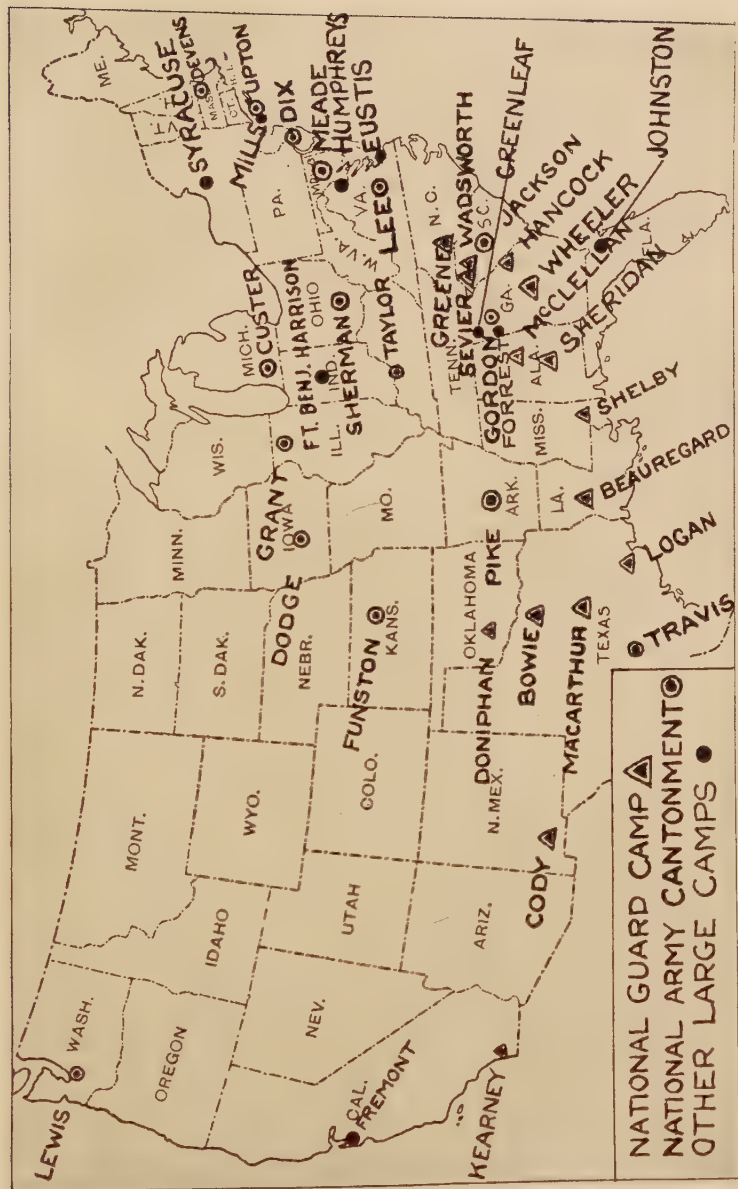 LEWIS
WASH.
OREGON
IDAHO
MONT.
N. DAK.
S. DAK.
MINN.
WIS.
MICH.
CUSTER
ME.
SYRACUSE
DEVENS
MASS.
CT.
R.I.
UPTON
MILLS
DIX
MEADE
HUMPHREYS
EUSTIS
MD.
VA.
LEE
W. VA.
PA.
OHIO
SHERMAN
FT. BENJ. HARRISON
IND.
ILL.
TAYLOR
GRANT
IOWA
DODGE
NEBR.
WYO.
NEV.
UTAH
COLO.
FUNSTON
KANS.
MO.
CAL.
FREMONT
KEARNEY
ARIZ.
N. MEX.
CODY
DONIPHAN
OKLAHOMA
BOWIE
MACARTHUR
TEXAS
TRAVIS
LOGAN
PIKE
ARK.
LA.
BEAUREGARD
MISS.
SHELBY
TENN.
GREENE
N. C.
SEVIER
WADSWORTH
GREENLEAF
S.C.
JACKSON
GORDON
FORREST
GA.
HANCOCK
WHEELER
ALA.
MCCLELLAN
SHERIDAN
JOHNSTON
FLA.
NATIONAL GUARD CAMP
NATIONAL ARMY CANTONMENT
OTHER LARGE CAMPS